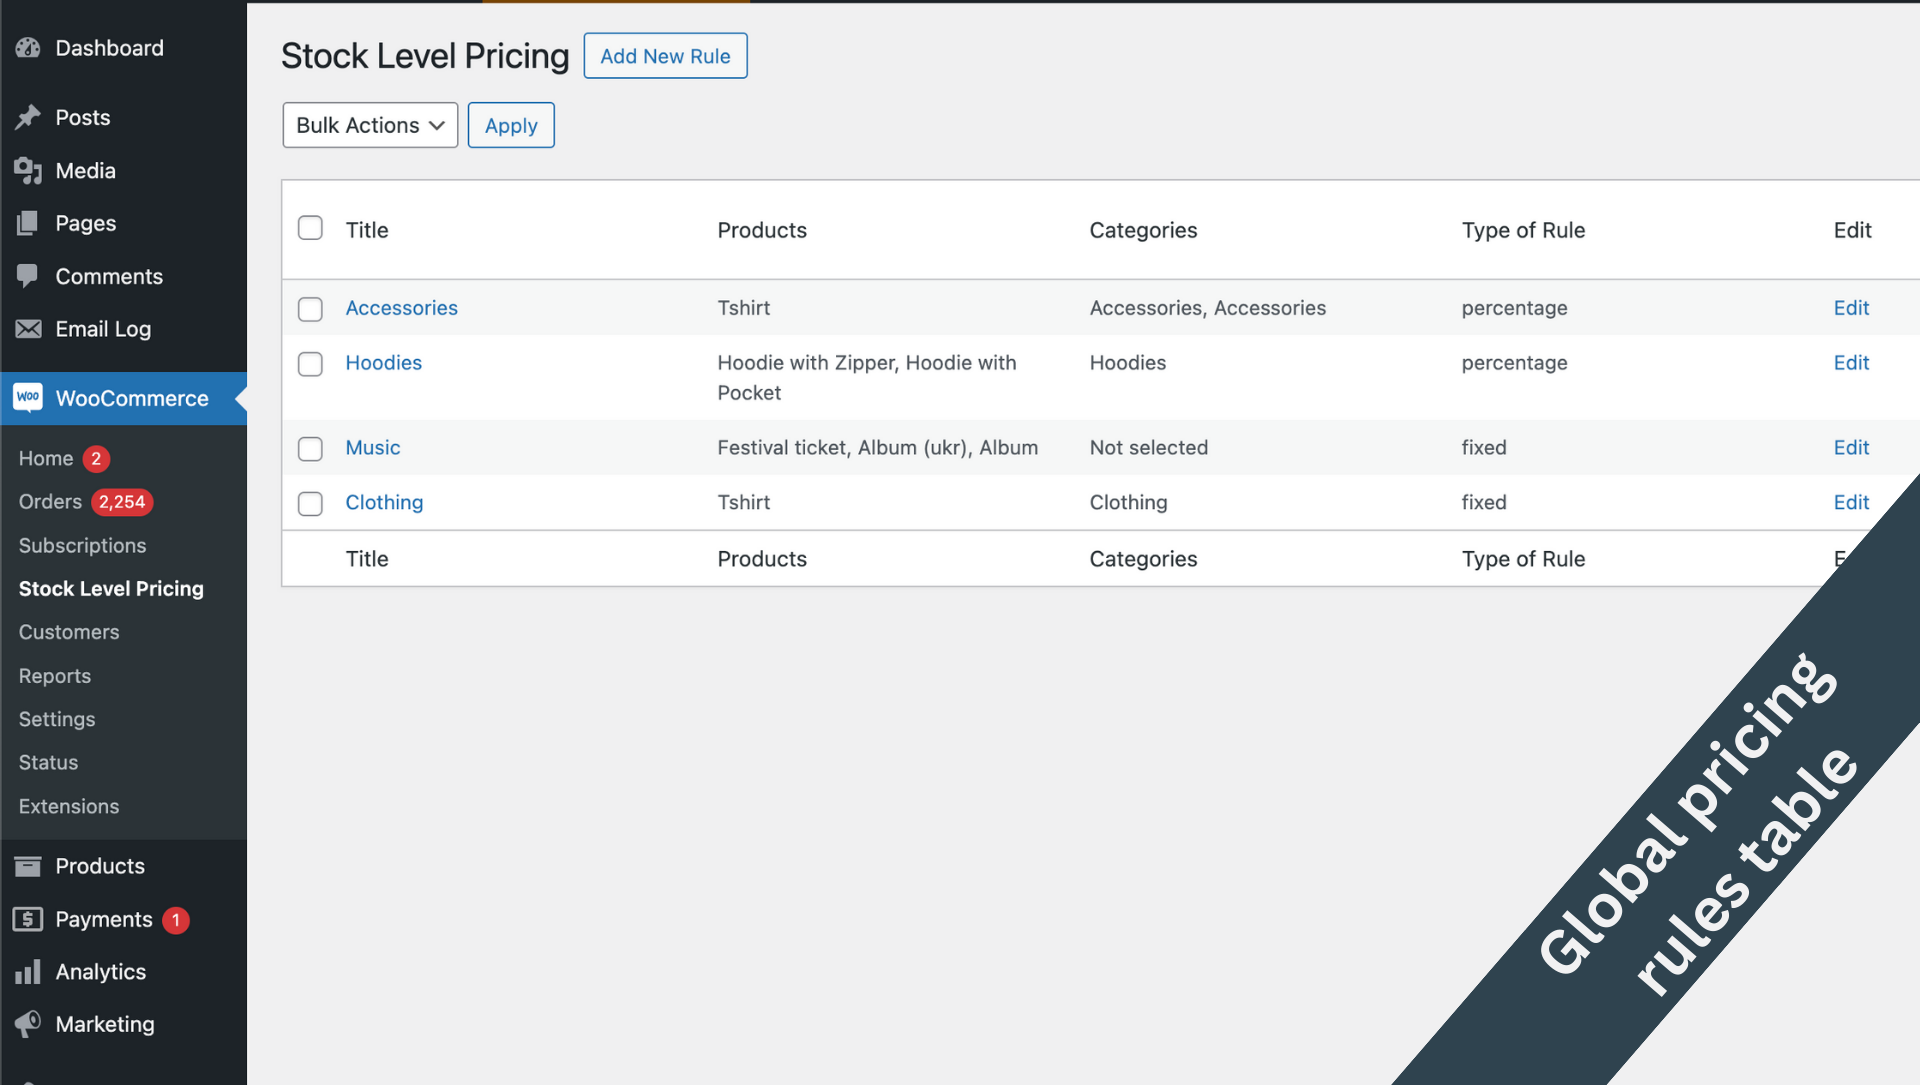 Dashboard
Posts
Media
Pages
Comments
Email Log
Woo WooCommerce
Home 2
Orders 2,254
Subscriptions
Stock Level Pricing
Customers
Reports
Settings
Status
Extensions
Products
Payments 1
Analytics
Marketing
Stock Level Pricing Add New Rule
Bulk Actions Apply
Title Products Categories Type of Rule Edit
Accessories Tshirt Accessories, Accessories percentage Edit
Hoodies Hoodie with Zipper, Hoodie with Hoodies percentage Edit
Pocket
Music Festival ticket, Album (ukr), Album Not selected fixed Edit
Clothing Tshirt Clothing fixed Edit
Title Products Categories Type of Rule
Global pricing
rules table